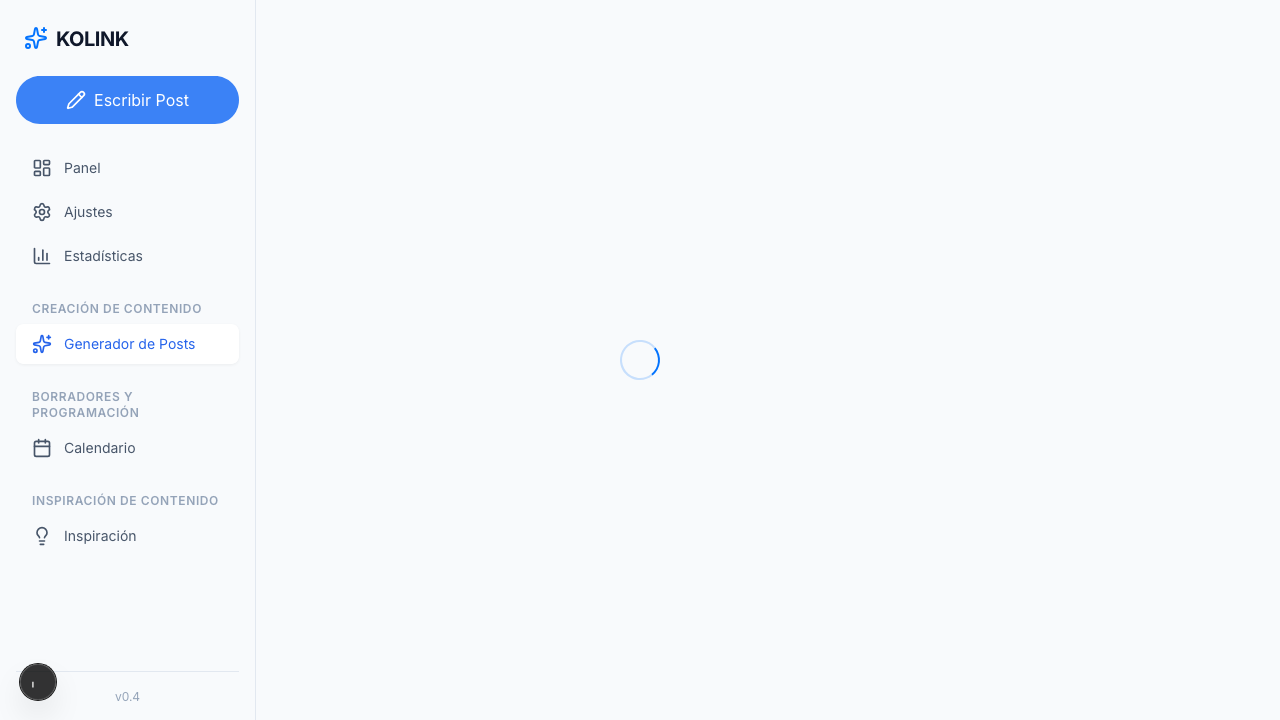 KOLINK
Escribir Post
Panel
Ajustes
Estadísticas
CREACIÓN DE CONTENIDO
Generador de Posts
BORRADORES Y
PROGRAMACIÓN
Calendario
INSPIRACIÓN DE CONTENIDO
Inspiración
v0.4